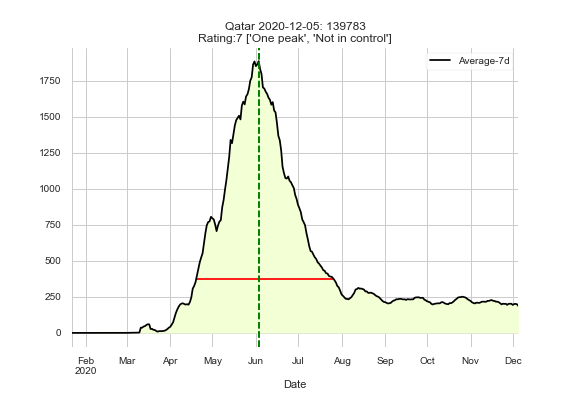 Qatar 2020-12-05: 139783
Rating:7 ['One peak', 'Not in control']
Average-7d
1750
1500
1250
1000
750
500
250
0
Feb Mar Apr May Jun Jul Aug Sep Oct Nov Dec
2020
Date